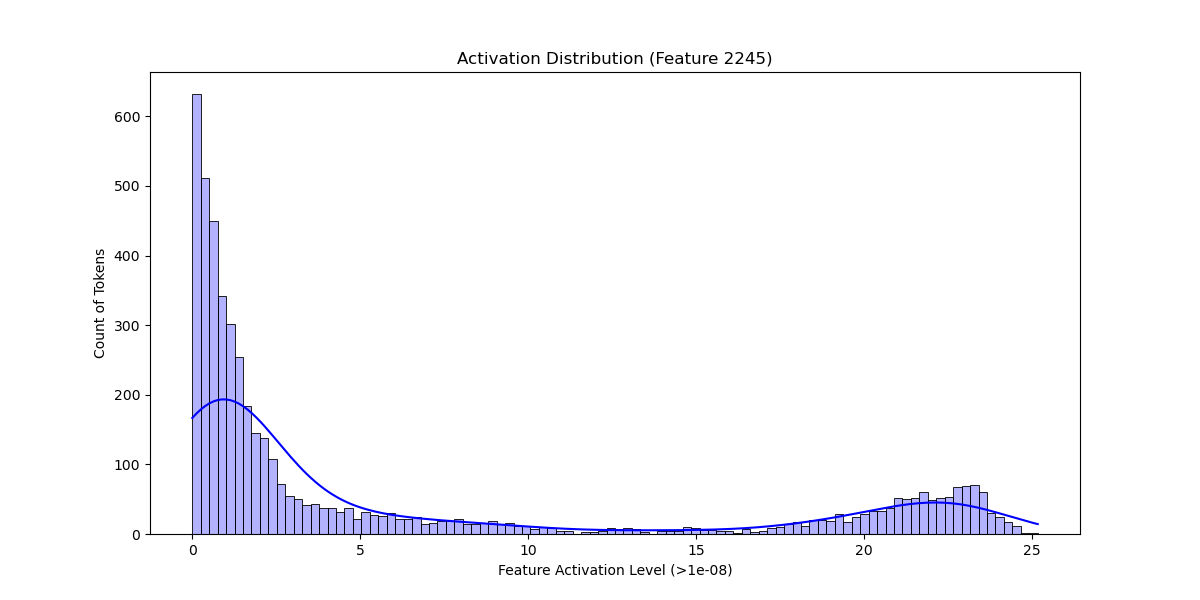 Activation Distribution (Feature 2245)
Count of Tokens
600
500
400
300
200
100
0
0 5 10 15 20 25
Feature Activation Level (>1e-08)